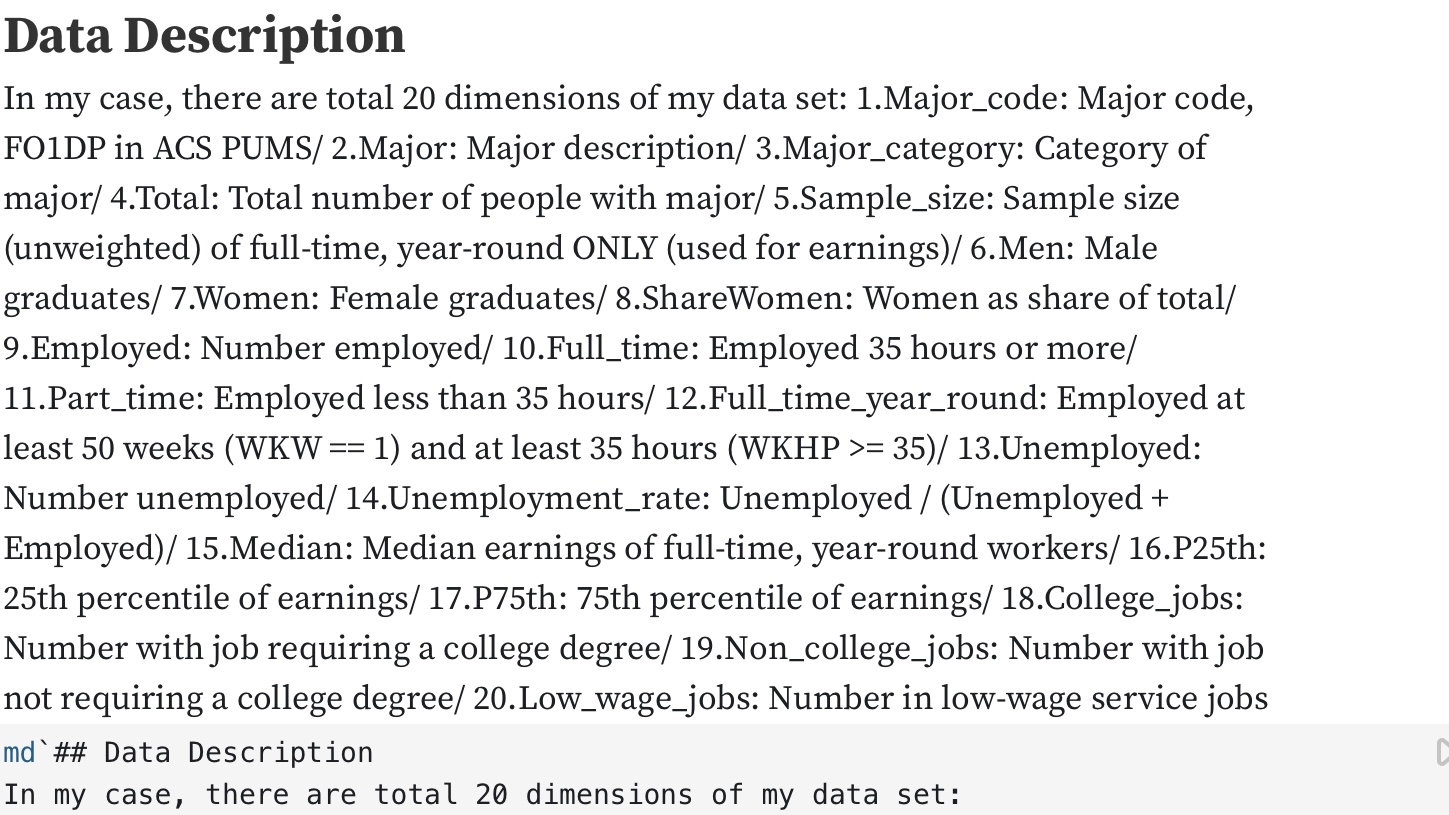 Data Description
In my case, there are total 20 dimensions of my data set: 1.Major_code: Major code,
FO1DP in ACS PUMS/ 2.Major: Major description/ 3.Major_category: Category of
major/ 4.Total: Total number of people with major/ 5.Sample_size: Sample size
(unweighted) of full-time, year-round ONLY (used for earnings)/ 6.Men: Male
graduates/ 7.Women: Female graduates/ 8.ShareWomen: Women as share of total/
9.Employed: Number employed/ 10.Full_time: Employed 35 hours or more/
11.Part_time: Employed less than 35 hours/ 12.Full_time_year_round: Employed at
least 50 weeks (WKW == 1) and at least 35 hours (WKHP >= 35)/ 13.Unemployed:
Number unemployed/ 14.Unemployment_rate: Unemployed / (Unemployed +
Employed)/ 15.Median: Median earnings of full-time, year-round workers/ 16.P25th:
25th percentile of earnings/ 17.P75th: 75th percentile of earnings/ 18.College_jobs:
Number with job requiring a college degree/ 19.Non_college_jobs: Number with job
not requiring a college degree/ 20.Low_wage_jobs: Number in low-wage service jobs
md`## Data Description
In my case, there are total 20 dimensions of my data set: